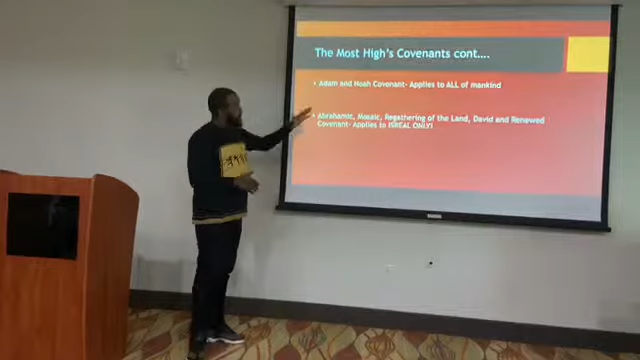 The Most High's Covenants cont....
• Adam and Noah Covenant- Applies to ALL of mankind
• Abrahamic, Mosaic, Regathering of the Land, David and Renewed
Covenant- Applies to ISREAL ONLY!